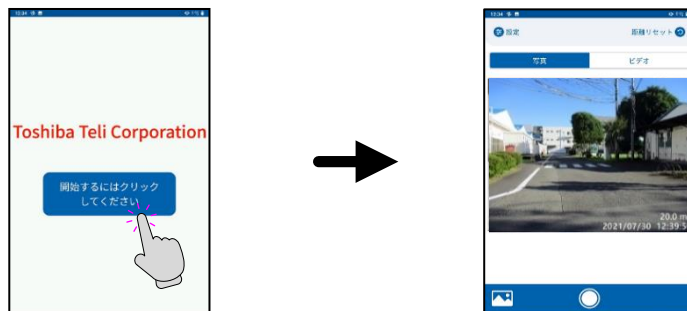 Toshiba Teli Corporation
開始するにはクリック
してください
設定
距離リセット
写真
ビデオ
20.0 m
2021/07/30 12:39:5